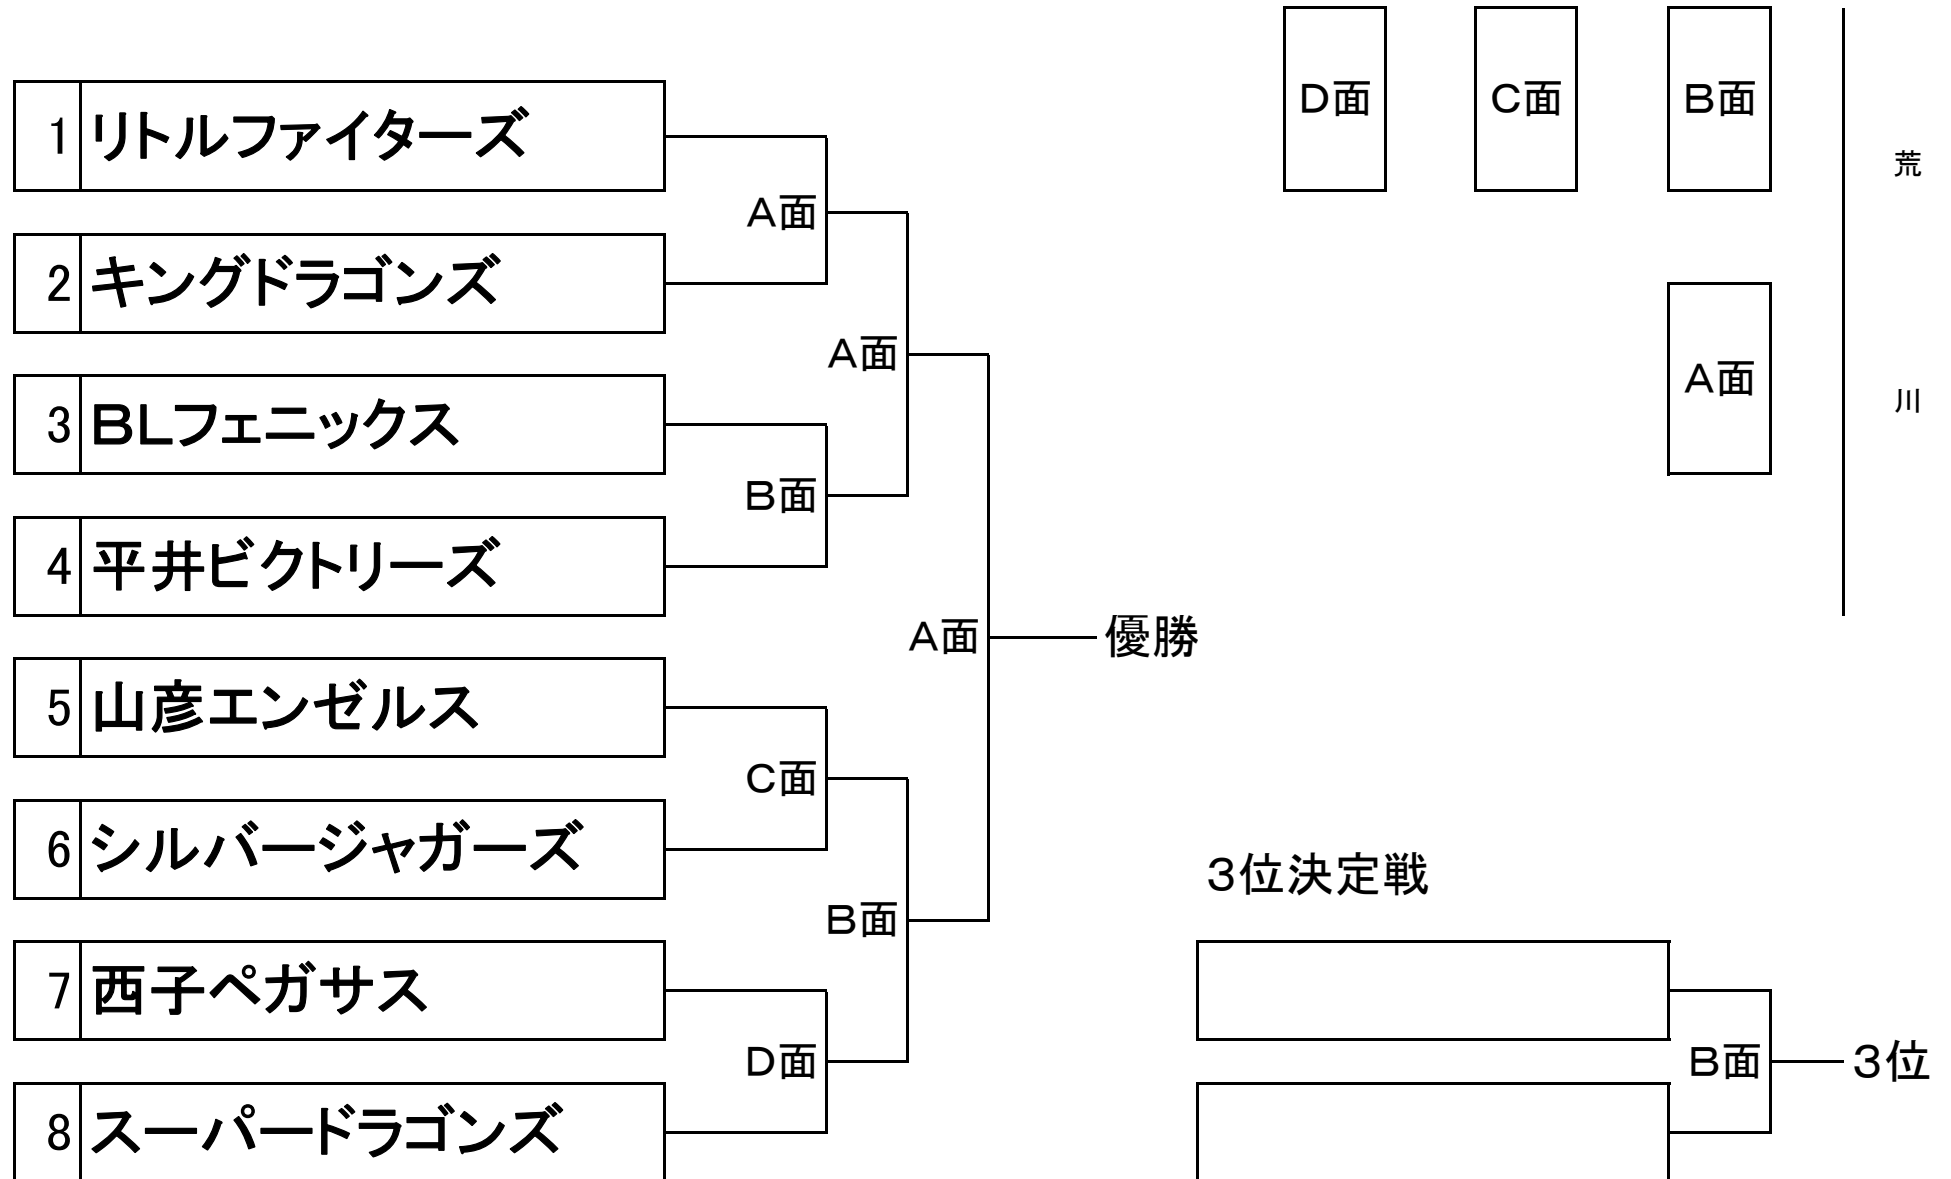 D面 C面 B面
荒
川
A面
1 リトルファイターズ
A面
2 キングドラゴンズ
A面
3 BLフェニックス
B面
4 平井ビクトリーズ
A面 優勝
5 山彦エンゼルス
C面
6 シルバージャガーズ
B面
7 西子ペガサス
D面
8 スーパードラゴンズ
3位決定戦
B面 3位